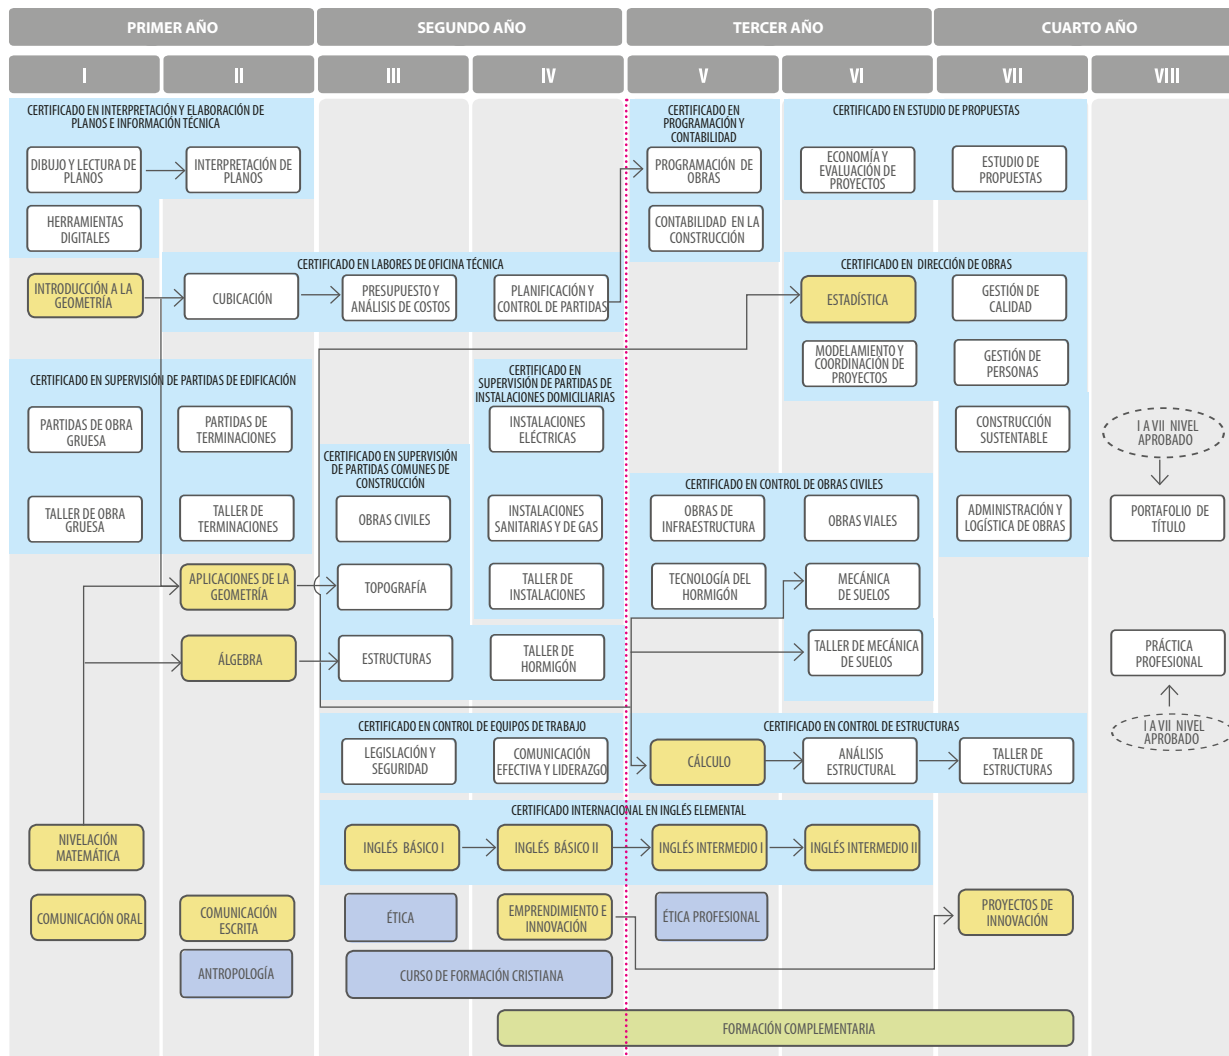 PRIMER AÑO
SEGUNDO AÑO
TERCER AÑO
CUARTO AÑO
I
II
III
IV
V
VI
VII
VIII
CERTIFICADO EN INTERPRETACIÓN Y ELABORACIÓN DE
PLANOS E INFORMACIÓN TÉCNICA
CERTIFICADO EN
PROGRAMACIÓN Y
CONTABILIDAD
CERTIFICADO EN ESTUDIO DE PROPUESTAS
DIBUJO Y LECTURA DE
PLANOS
INTERPRETACIÓN DE
PLANOS
PROGRAMACIÓN DE
OBRAS
ECONOMÍA Y
EVALUACIÓN DE
PROYECTOS
ESTUDIO DE
PROPUESTAS
HERRAMIENTAS
DIGITALES
CONTABILIDAD EN LA
CONSTRUCCIÓN
CERTIFICADO EN LABORES DE OFICINA TÉCNICA
CERTIFICADO EN DIRECCIÓN DE OBRAS
INTRODUCCIÓN A LA
GEOMETRÍA
CUBICACIÓN
PRESUPUESTO Y
ANÁLISIS DE COSTOS
PLANIFICACIÓN Y
CONTROL DE PARTIDAS
ESTADÍSTICA
GESTIÓN DE
CALIDAD
CERTIFICADO EN SUPERVISIÓN DE PARTIDAS DE EDIFICACIÓN
CERTIFICADO EN
SUPERVISIÓN DE PARTIDAS DE
INSTALACIONES DOMICILIARIAS
MODELAMIENTO Y
COORDINACIÓN DE
PROYECTOS
GESTIÓN DE
PERSONAS
PARTIDAS DE OBRA
GRUESA
PARTIDAS DE
TERMINACIONES
INSTALACIONES
ELÉCTRICAS
CONSTRUCCIÓN
SUSTENTABLE
I A VII NIVEL
APROBADO
CERTIFICADO EN SUPERVISIÓN
DE PARTIDAS COMUNES DE
CONSTRUCCIÓN
CERTIFICADO EN CONTROL DE OBRAS CIVILES
TALLER DE OBRA
GRUESA
TALLER DE
TERMINACIONES
OBRAS CIVILES
INSTALACIONES
SANITARIAS Y DE GAS
OBRAS DE
INFRAESTRUCTURA
OBRAS VIALES
ADMINISTRACIÓN Y
LOGÍSTICA DE OBRAS
PORTAFOLIO DE
TÍTULO
APLICACIONES DE LA
GEOMETRÍA
TOPOGRAFÍA
TALLER DE
INSTALACIONES
TECNOLOGÍA DEL
HORMIGÓN
MECÁNICA
DE SUELOS
ÁLGEBRA
ESTRUCTURAS
TALLER DE
HORMIGÓN
TALLER DE MECÁNICA
DE SUELOS
PRÁCTICA
PROFESIONAL
CERTIFICADO EN CONTROL DE EQUIPOS DE TRABAJO
CERTIFICADO EN CONTROL DE ESTRUCTURAS
I A VII NIVEL
APROBADO
LEGISLACIÓN Y
SEGURIDAD
COMUNICACIÓN
EFECTIVA Y LIDERAZGO
CÁLCULO
ANÁLISIS
ESTRUCTURAL
TALLER DE
ESTRUCTURAS
CERTIFICADO INTERNACIONAL EN INGLÉS ELEMENTAL
NIVELACIÓN
MATEMÁTICA
INGLÉS BÁSICO I
INGLÉS BÁSICO II
INGLÉS INTERMEDIO I
INGLÉS INTERMEDIO II
COMUNICACIÓN ORAL
COMUNICACIÓN
ESCRITA
ÉTICA
EMPRENDIMIENTO E
INNOVACIÓN
ÉTICA PROFESIONAL
PROYECTOS DE
INNOVACIÓN
ANTROPOLOGÍA
CURSO DE FORMACIÓN CRISTIANA
FORMACIÓN COMPLEMENTARIA